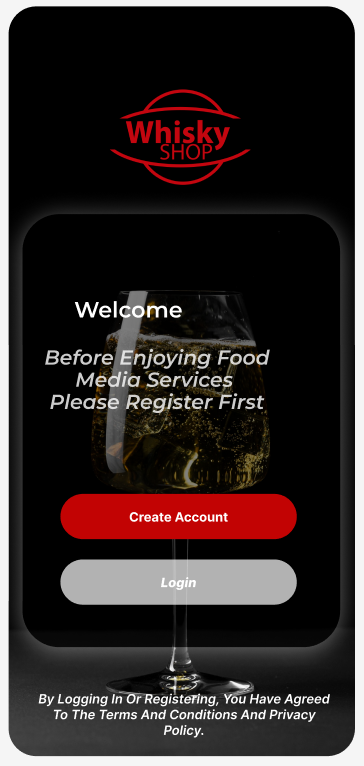 Whisky
SHOP
Welcome
Before Enjoying Food
Media Services
Please Register First
Create Account
Login
By Logging In Or Registering, You Have Agreed
To The Terms And Conditions And Privacy
Policy.